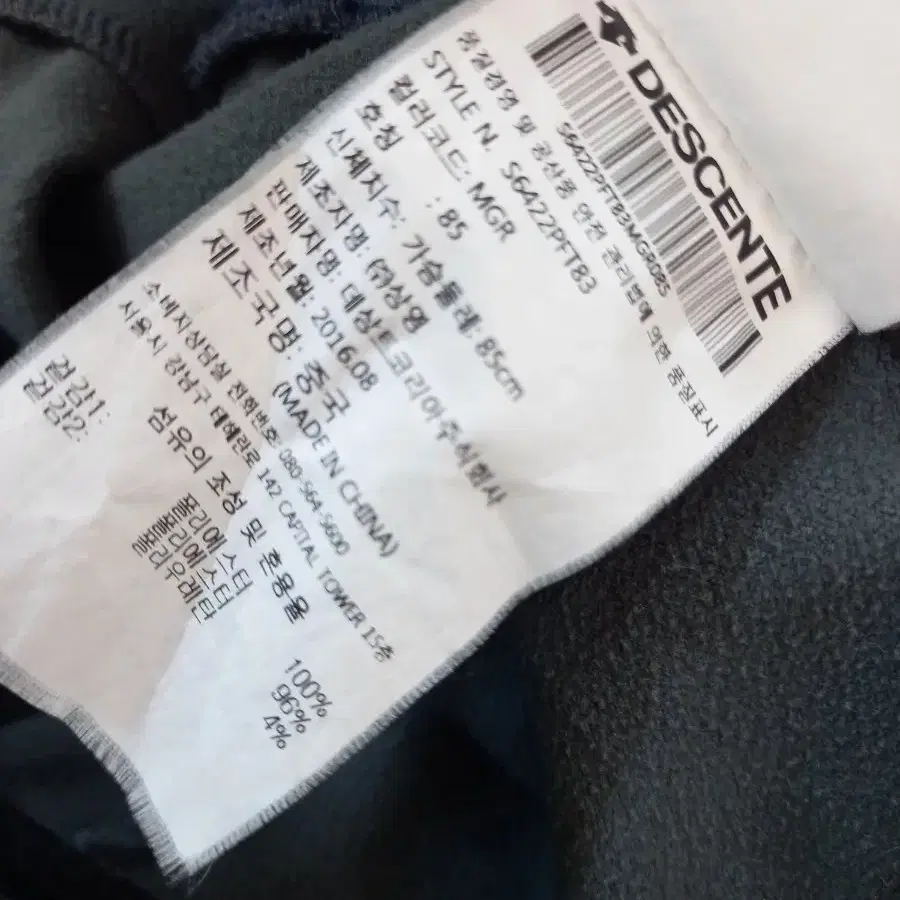 DESCENTE
S6422PFT83MGR085
품질경영 및 공산품 안전 관리법에 의한 품질표시
STYLE N. S6422PFT83
컬러코드: MGR
호칭 : 85
신체치수: 가슴둘레: 85cm
제조자명: ㈜상영
판매자명: 데상트코리아주식회사
제조년월: 2016.08
제조국명: 중국 (MADE IN CHINA)
소비자상담실 전화번호: 080-564-5600
서울시 강남구 테헤란로 142 CAPITAL TOWER 15층
섬유의 조성 및 혼용율
겉감1: 폴리에스터 100%
겉감2: 폴리에스터 96%
폴리우레탄 4%